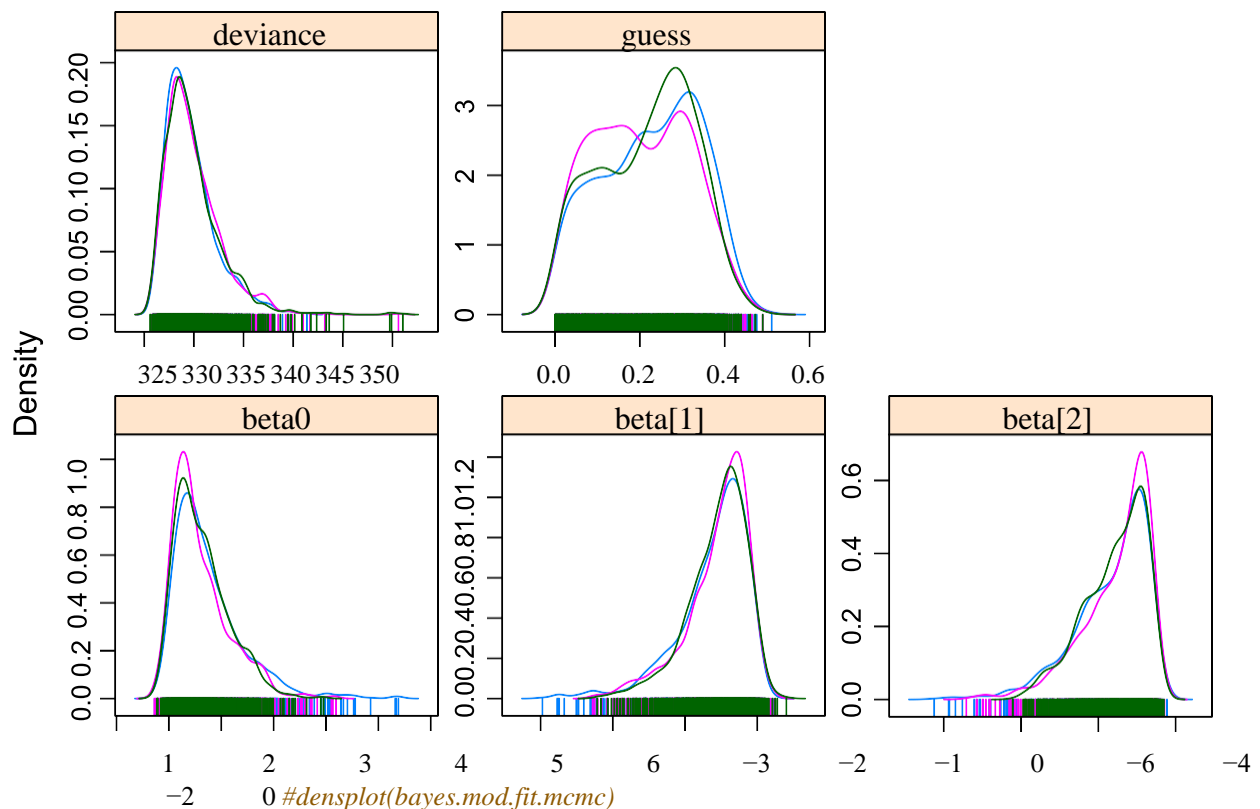 deviance guess
0.00 0.05 0.10 0.15 0.20
0 1 2 3
Density
325 330 335 340 345 350 0.0 0.2 0.4 0.6
beta0 beta[1] beta[2]
0.0 0.2 0.4 0.6 0.8 1.0
0.00.20.40.60.81.01.2
0.0 0.2 0.4 0.6
1 2 3 4 5 6 −3 −2 −1 0 −6 −4
−2 0 #densplot(bayes.mod.fit.mcmc)